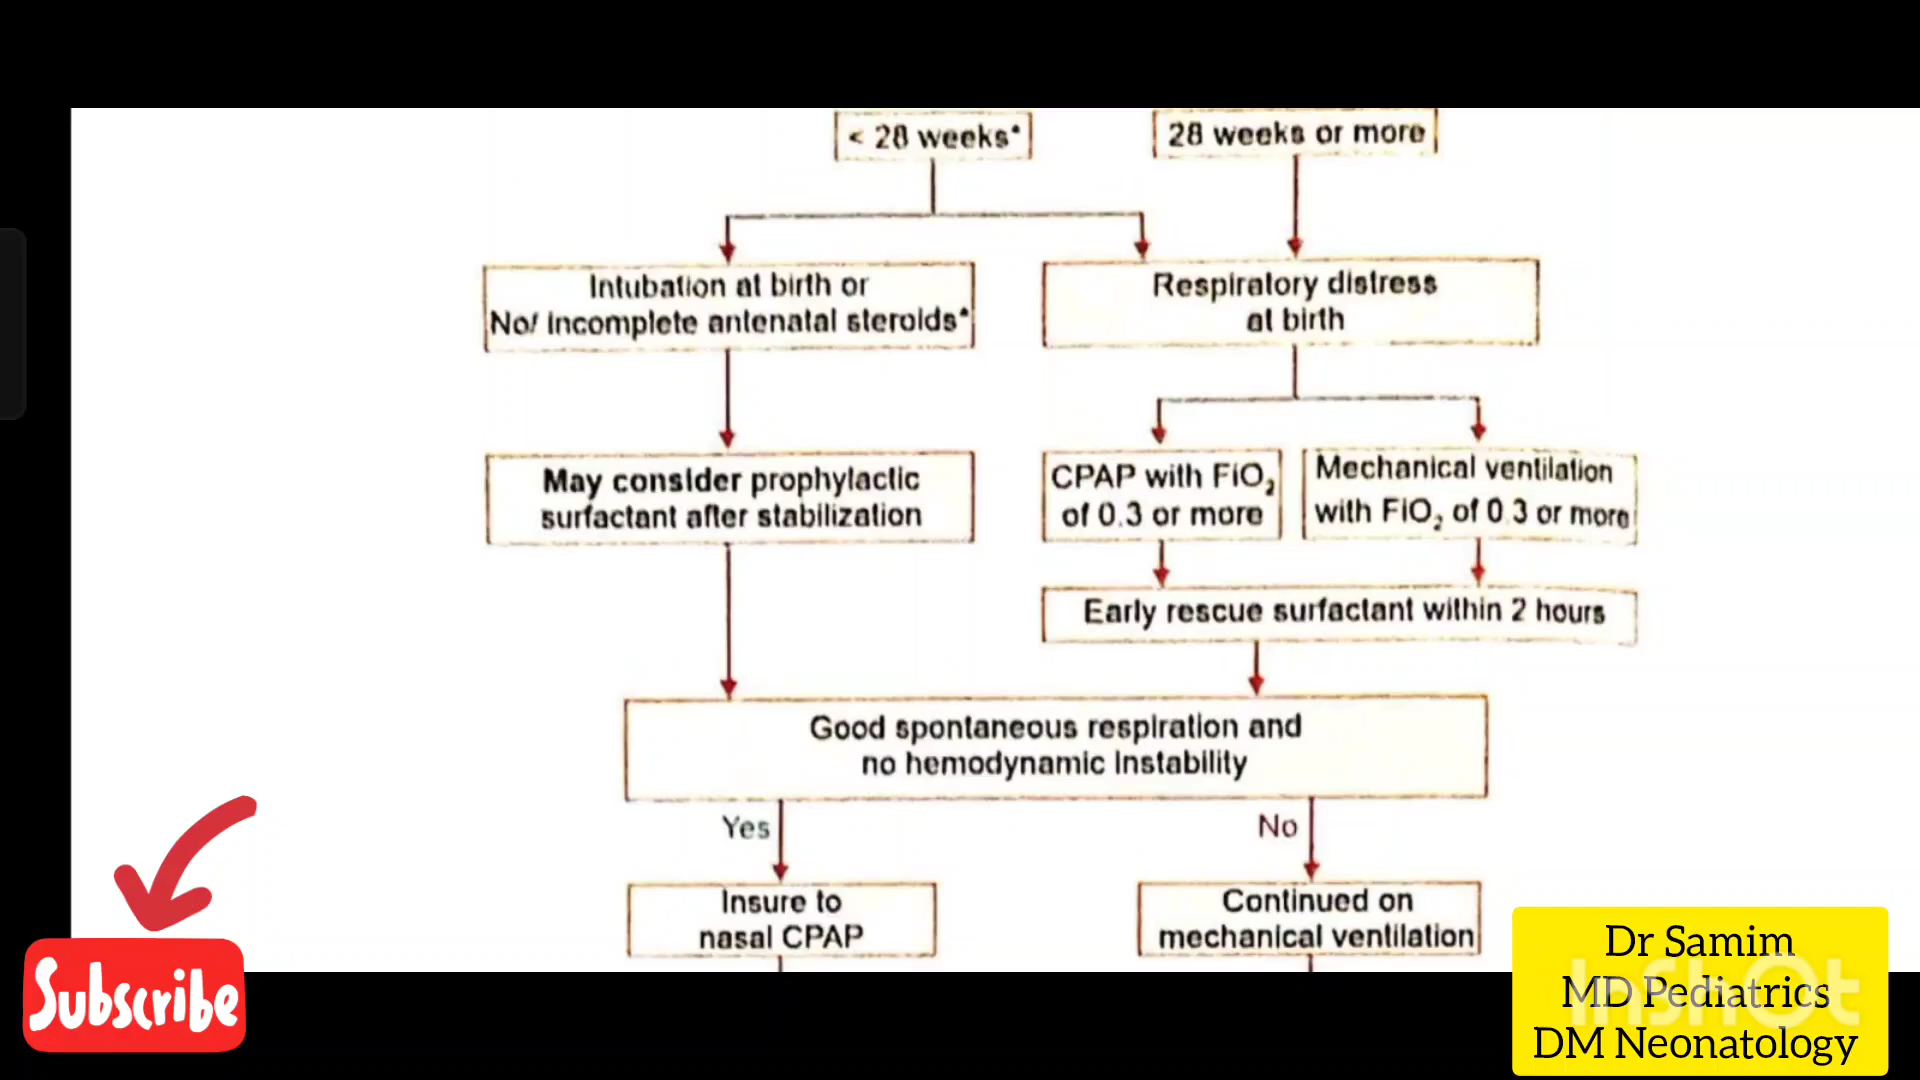 < 28 weeks*
28 weeks or more
Intubation at birth or
No/ incomplete antenatal steroids*
Respiratory distress
at birth
May consider prophylactic
surfactant after stabilization
CPAP with FiO₂
of 0.3 or more
Mechanical ventilation
with FiO₂ of 0.3 or more
Early rescue surfactant within 2 hours
Good spontaneous respiration and
no hemodynamic instability
Yes
No
Insure to
nasal CPAP
Continued on
mechanical ventilation
Subscribe
Dr Samim
MD Pediatrics
DM Neonatology
InShOt